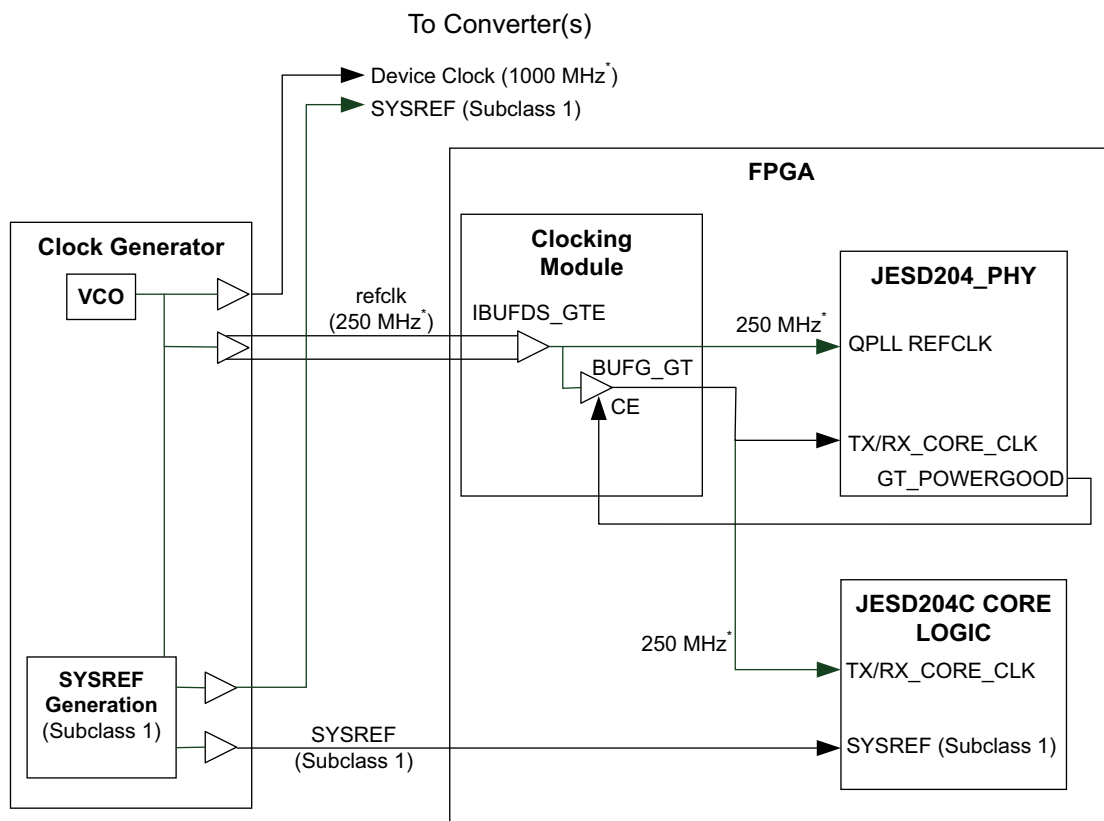 To Converter(s)
Device Clock (1000 MHz*)
SYSREF (Subclass 1)
FPGA
Clock Generator
VCO
refclk
(250 MHz*)
Clocking
Module
IBUFDS_GTE
BUFG_GT
CE
250 MHz*
JESD204_PHY
QPLL REFCLK
TX/RX_CORE_CLK
GT_POWERGOOD
250 MHz*
JESD204C CORE
LOGIC
TX/RX_CORE_CLK
SYSREF (Subclass 1)
SYSREF
Generation
(Subclass 1)
SYSREF
(Subclass 1)